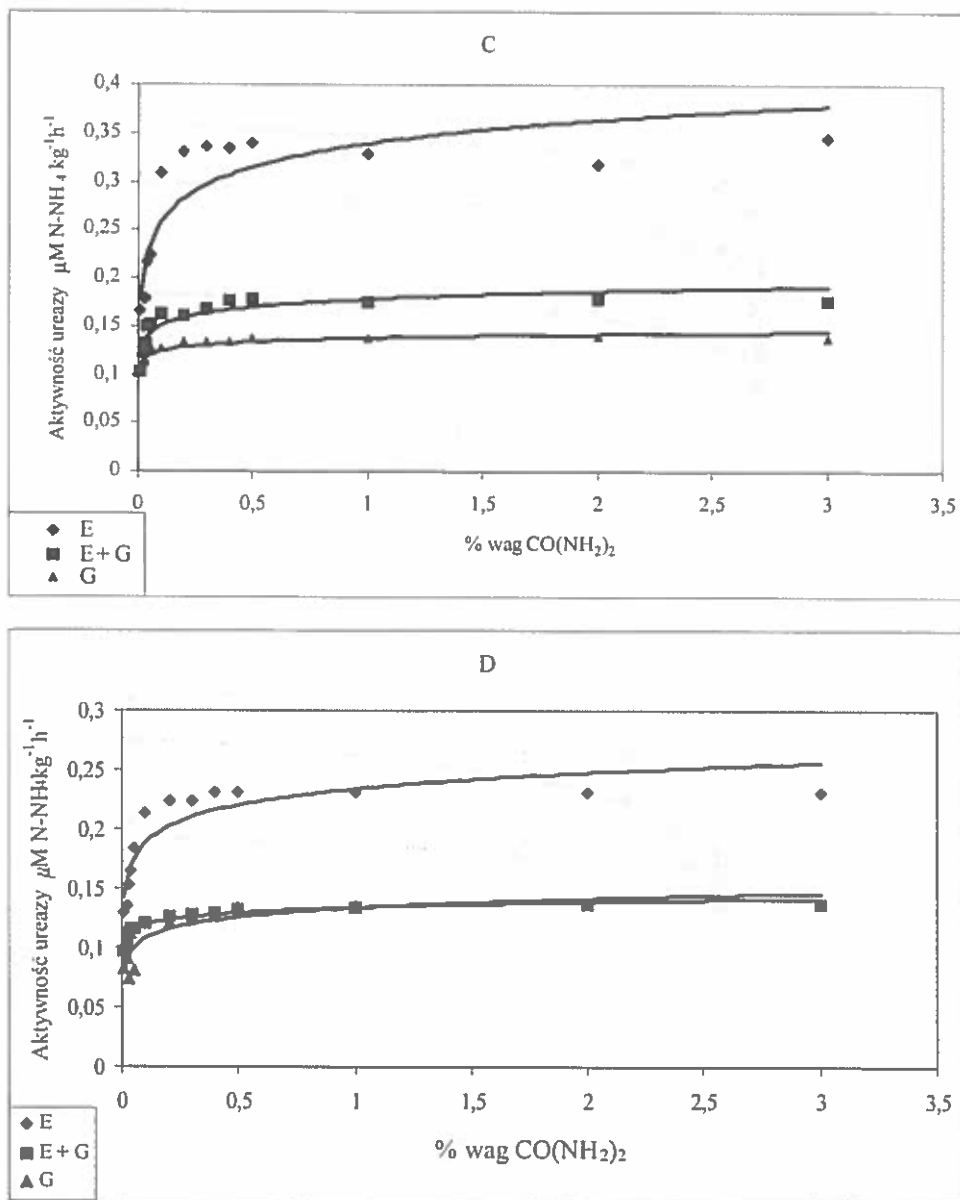 C
Aktywność ureazy μM N-NH 4 kg-1h-1
0,4
0,35
0,3
0,25
0,2
0,15
0,1
0,05
0
0
0,5
1
1,5
2
2,5
3
3,5
% wag CO(NH2)2
E
E + G
G
D
Aktywność ureazy μM N-NH4kg-1h-1
0,3
0,25
0,2
0,15
0,1
0,05
0
0
0,5
1
1,5
2
2,5
3
3,5
% wag CO(NH2)2
E
E + G
G